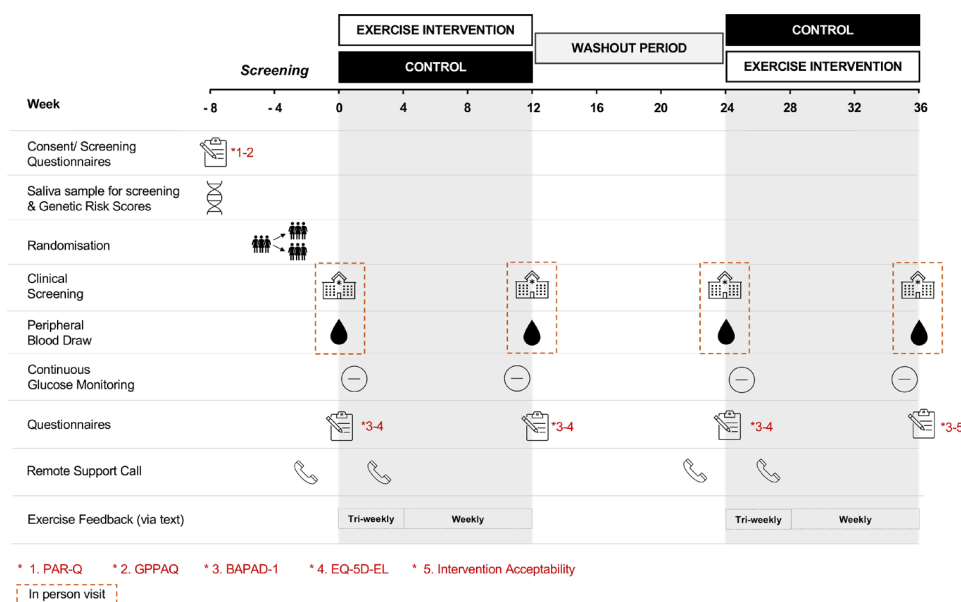 EXERCISE INTERVENTION
CONTROL
WASHOUT PERIOD
CONTROL
EXERCISE INTERVENTION
Screening
Week
- 8 - 4 0 4 8 12 16 20 24 28 32 36
Consent/ Screening
Questionnaires
*1-2
Saliva sample for screening
& Genetic Risk Scores
Randomisation
Clinical
Screening
Peripheral
Blood Draw
Continuous
Glucose Monitoring
Questionnaires
*3-4 *3-4 *3-4 *3-5
Remote Support Call
Exercise Feedback (via text)
Tri-weekly Weekly Tri-weekly Weekly
* 1. PAR-Q * 2. GPPAQ * 3. BAPAD-1 * 4. EQ-5D-EL * 5. Intervention Acceptability
In person visit